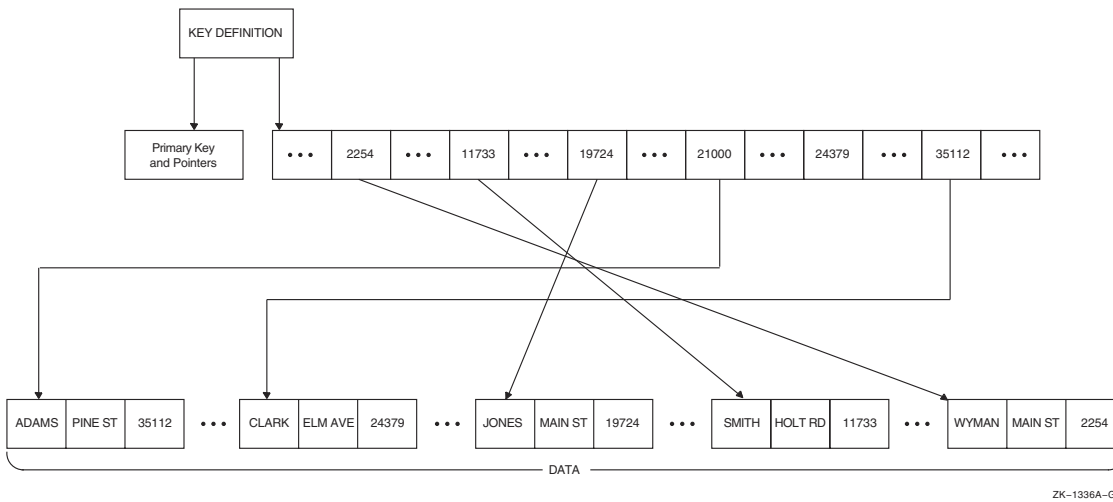 KEY DEFINITION
Primary Key
and Pointers
••• 2254 ••• 11733 ••• 19724 ••• 21000 ••• 24379 ••• 35112 •••
ADAMS PINE ST 35112 ••• CLARK ELM AVE 24379 ••• JONES MAIN ST 19724 ••• SMITH HOLT RD 11733 ••• WYMAN MAIN ST 2254
DATA
ZK–1336A–G